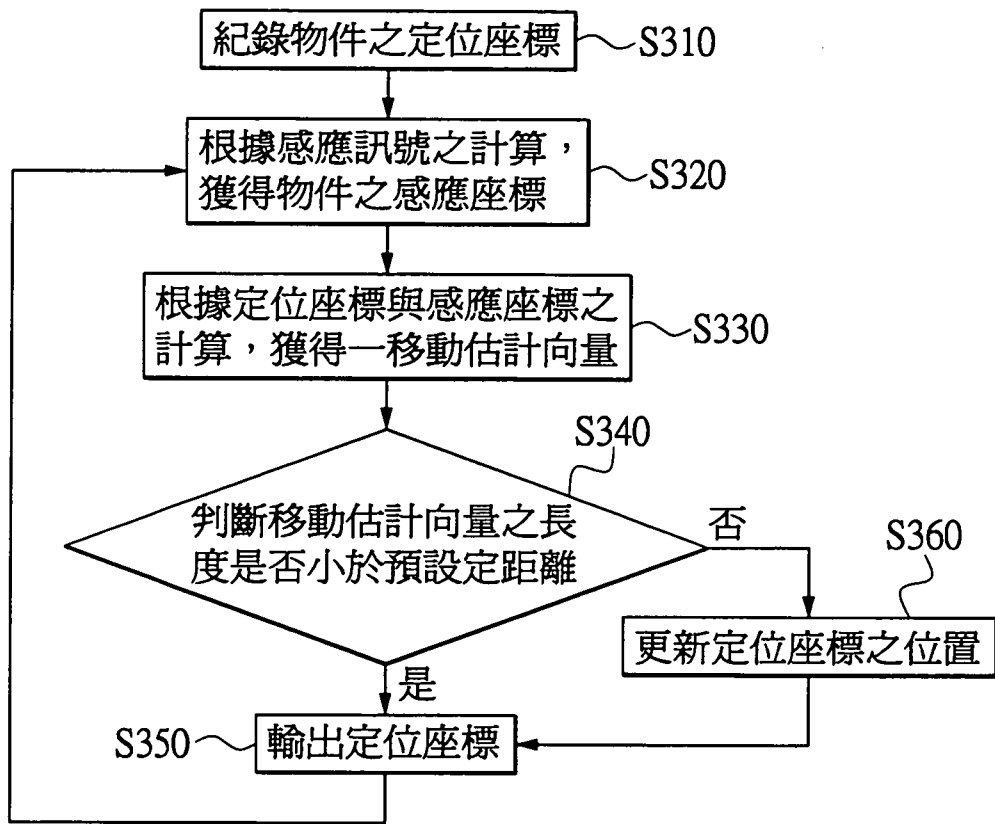 紀錄物件之定位座標
S310
根據感應訊號之計算，
獲得物件之感應座標
S320
根據定位座標與感應座標之
計算，獲得一移動估計向量
S330
S340
判斷移動估計向量之長
度是否小於預設定距離
否
S360
更新定位座標之位置
是
S350
輸出定位座標